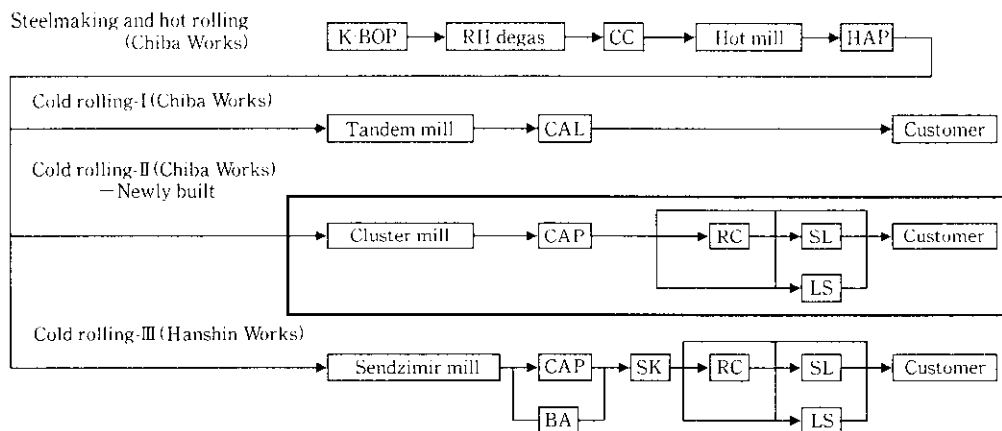 Steelmaking and hot rolling
(Chiba Works)
K-BOP RH degas CC Hot mill HAP
Cold rolling-I (Chiba Works)
Tandem mill CAL Customer
Cold rolling-II (Chiba Works)
—Newly built
Cluster mill CAP RC SL Customer
LS
Cold rolling-III (Hanshin Works)
Sendzimir mill CAP SK RC SL Customer
BA LS